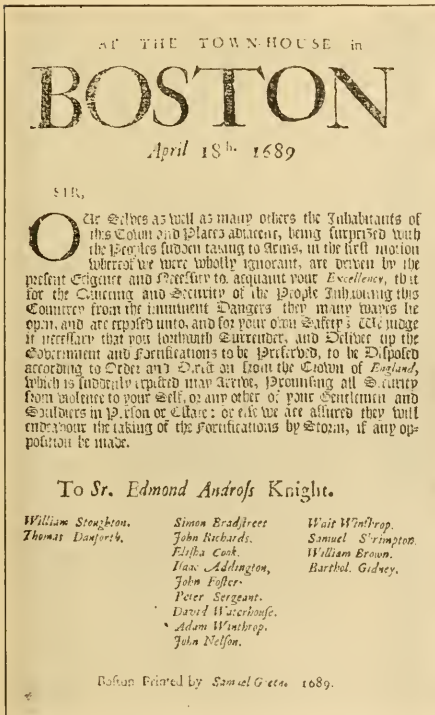 AT THE TOWN-HOUSE in
BOSTON
April 18th. 1689
SIR,
OUr Selves as well as many others the Inhabitants of
this Town and Places adjacent, being surprized with
the Peoples sudden taking to Arms, in the first motion
whereof we were wholly ignorant, are driven by the
present Exigence and Necessity to acquaint your Excellency, that
for the Quieting and Security of the People Inhabiting this
Countrey from the imminent Dangers they many wayes lie
open, and are exposed unto, and for your own Safety; We judge
it necessary that you forthwith Surrender, and Deliver up the
Government and Fortifications to be Preserved, to be Disposed
according to Order and Direction from the Crown of England,
which is suddenly expected may Arrive, Promising all Security
from violence to your Self, or any other of your Gentlemen and
Souldiers in Person or Estate: or else we are assured they will
endeavour the taking of the Fortifications by Storm, if any op-
position be made.
To Sr. Edmond Andross Knight.
William Stoughton.
Thomas Danforth.
Simon Bradstreet
John Richards.
Elisha Cook.
Isaac Addington,
John Foster.
Peter Sergeant.
David Waterhouse.
Adam Winthrop.
John Nelson.
Wait Winthrop.
Samuel Shrimpton.
William Brown.
Barthol. Gidney.
Boston Printed by Samuel Green. 1689.